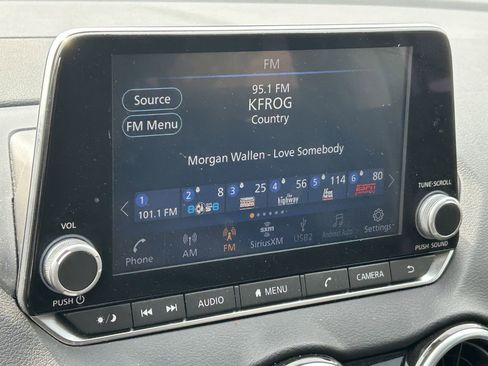 FM
Source
FM Menu
95.1 FM
KFROG
Country
Morgan Wallen - Love Somebody
1 2 8 3 25 4 56 5 114 6 80
101.1 FM the highway ESPN
Phone AM FM SiriusXM USB2 Android Auto Settings
sxm
VOL
PUSH
TUNE·SCROLL
PUSH SOUND
AUDIO MENU CAMERA